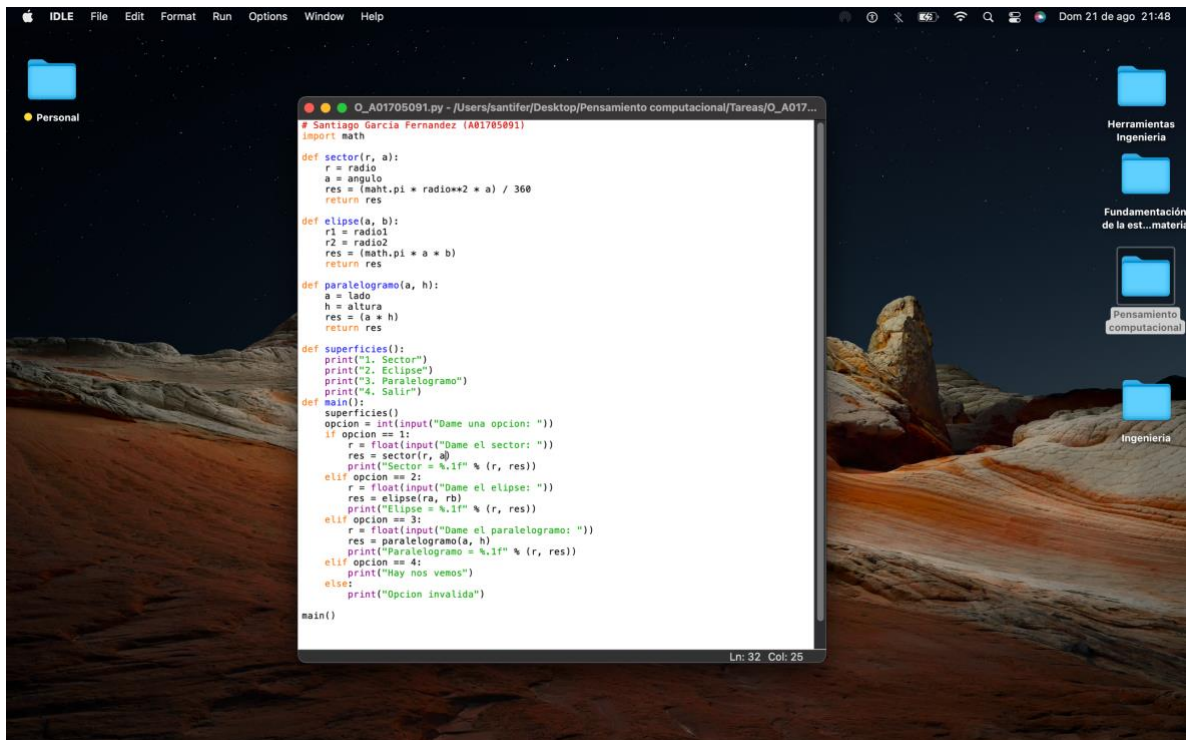 IDLE File Edit Format Run Options Window Help Dom 21 de ago 21:48
Personal
Herramientas
Ingenieria
Fundamentación
de la est...materia
Pensamiento
computacional
Ingenieria
O_A01705091.py - /Users/santifer/Desktop/Pensamiento computacional/Tareas/O_A017...
# Santiago Garcia Fernandez (A01705091)
import math
def sector(r, a):
    r = radio
    a = angulo
    res = (maht.pi * radio**2 * a) / 360
    return res
def elipse(a, b):
    r1 = radio1
    r2 = radio2
    res = (math.pi * a * b)
    return res
def paralelogramo(a, h):
    a = lado
    h = altura
    res = (a * h)
    return res
def superficies():
    print("1. Sector")
    print("2. Eclipse")
    print("3. Paralelogramo")
    print("4. Salir")
def main():
    superficies()
    opcion = int(input("Dame una opcion: "))
    if opcion == 1:
        r = float(input("Dame el sector: "))
        res = sector(r, a)
        print("Sector = %.1f" % (r, res))
    elif opcion == 2:
        r = float(input("Dame el elipse: "))
        res = elipse(ra, rb)
        print("Elipse = %.1f" % (r, res))
    elif opcion == 3:
        r = float(input("Dame el paralelogramo: "))
        res = paralelogramo(a, h)
        print("Paralelogramo = %.1f" % (r, res))
    elif opcion == 4:
        print("Hay nos vemos")
    else:
        print("Opcion invalida")
main()
Ln: 32 Col: 25